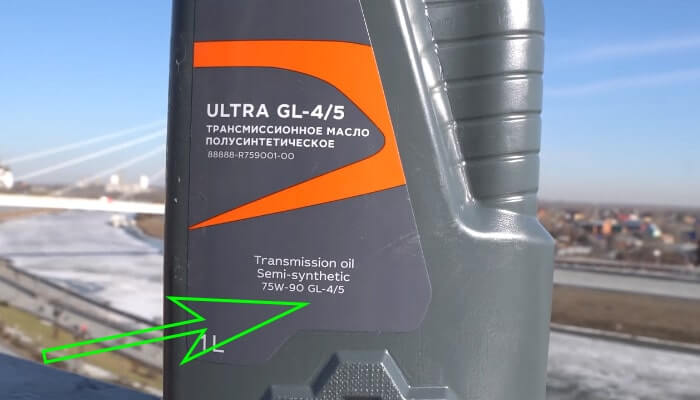 ULTRA GL-4/5
ТРАНСМИССИОННОЕ МАСЛО
ПОЛУСИНТЕТИЧЕСКОЕ
88888-R759001-00
Transmission oil
Semi-synthetic
75W-90 GL-4/5
1L